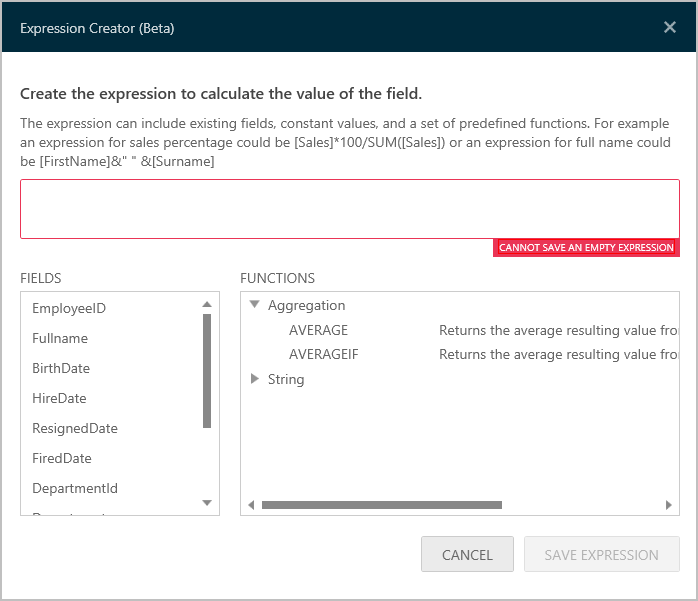 Expression Creator (Beta)
Create the expression to calculate the value of the field.
The expression can include existing fields, constant values, and a set of predefined functions. For example
an expression for sales percentage could be [Sales]*100/SUM([Sales]) or an expression for full name could
be [FirstName]&" " &[Surname]
CANNOT SAVE AN EMPTY EXPRESSION
FIELDS
EmployeeID
Fullname
BirthDate
HireDate
ResignedDate
FiredDate
DepartmentId
FUNCTIONS
Aggregation
AVERAGE Returns the average resulting value fro
AVERAGEIF Returns the average resulting value fro
String
CANCEL
SAVE EXPRESSION